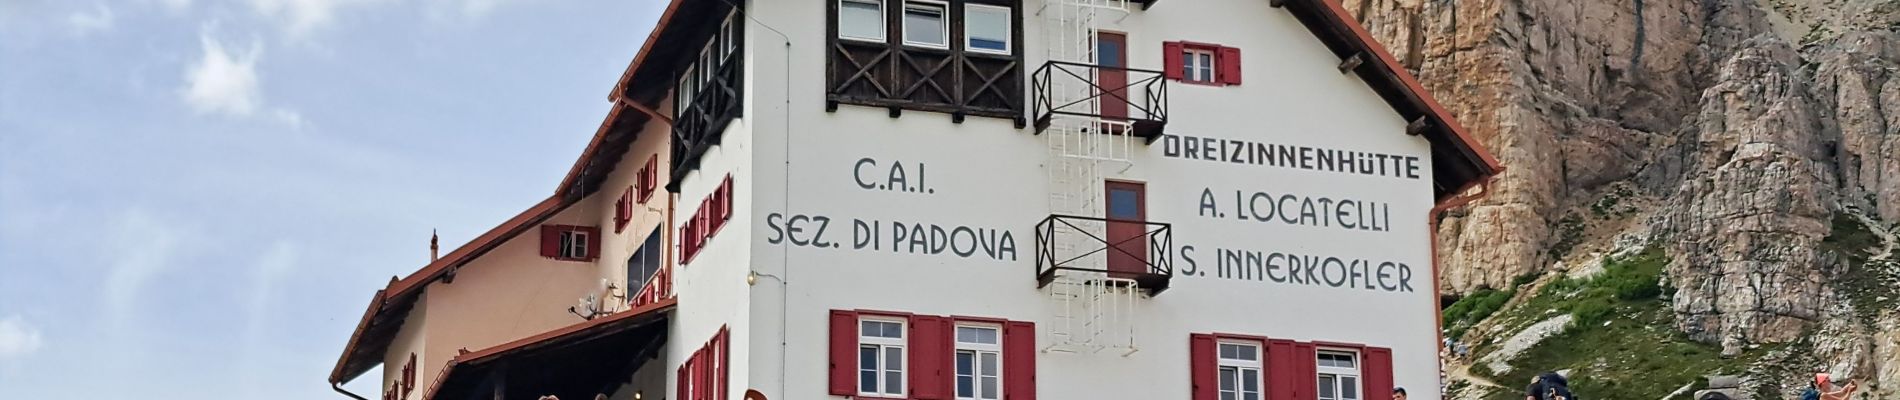 C.A.I.
SEZ. DI PADOVA
DREIZINNENHÜTTE
A. LOCATELLI
S. INNERKOFLER